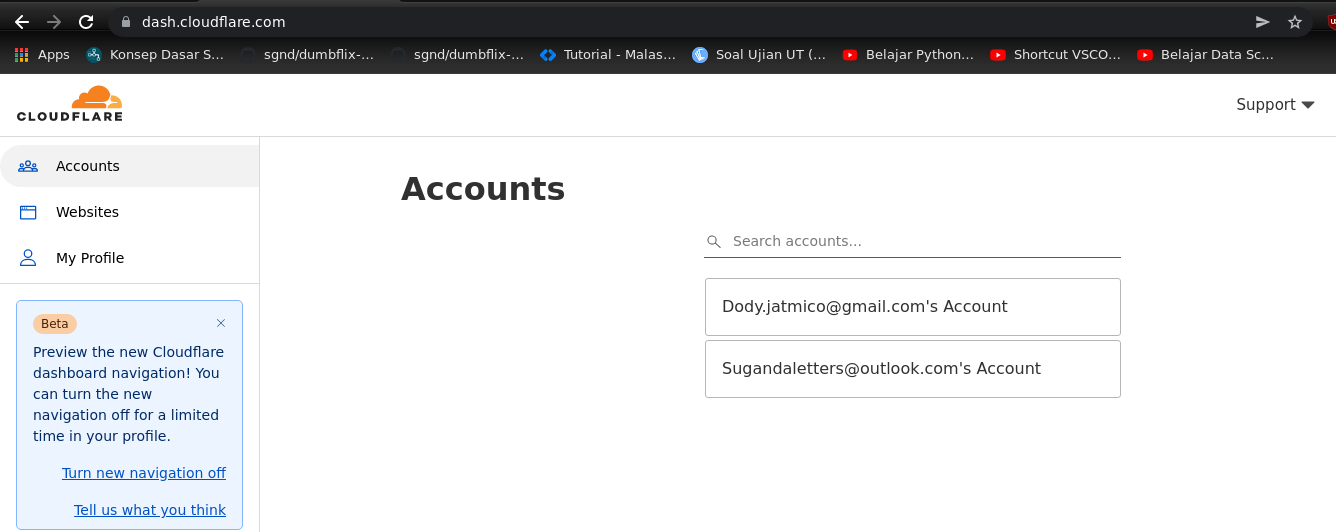 dash.cloudflare.com
Apps Konsep Dasar S... sgnd/dumbflix-... sgnd/dumbflix-... Tutorial - Malas... Soal Ujian UT (... Belajar Python... Shortcut VSCO... Belajar Data Sc...
CLOUDFLARE
Support
Accounts
Websites
My Profile
Beta
Preview the new Cloudflare
dashboard navigation! You
can turn the new
navigation off for a limited
time in your profile.
Turn new navigation off
Tell us what you think
Accounts
Search accounts...
Dody.jatmico@gmail.com's Account
Sugandaletters@outlook.com's Account